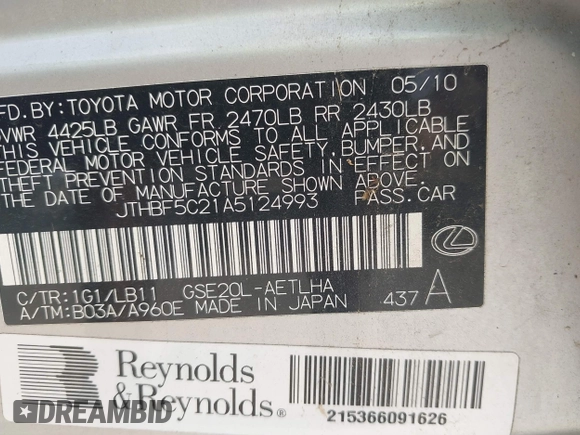 FD. BY: TOYOTA MOTOR CORPORATION 05/10
VWR 4425LB GAWR FR 2470LB RR 2430LB
THIS VEHICLE CONFORMS TO ALL APPLICABLE
FEDERAL MOTOR VEHICLE SAFETY, BUMPER, AND
THEFT PREVENTION STANDARDS IN EFFECT ON
THE DATE OF MANUFACTURE SHOWN ABOVE.
JTHBF5C21A5124993 PASS. CAR
C/TR: 1G1/LB11 GSE20L-AETLHA
A/TM: B03A/A960E MADE IN JAPAN 437 A
Reynolds
& Reynolds®
215366091626
DREAMBID